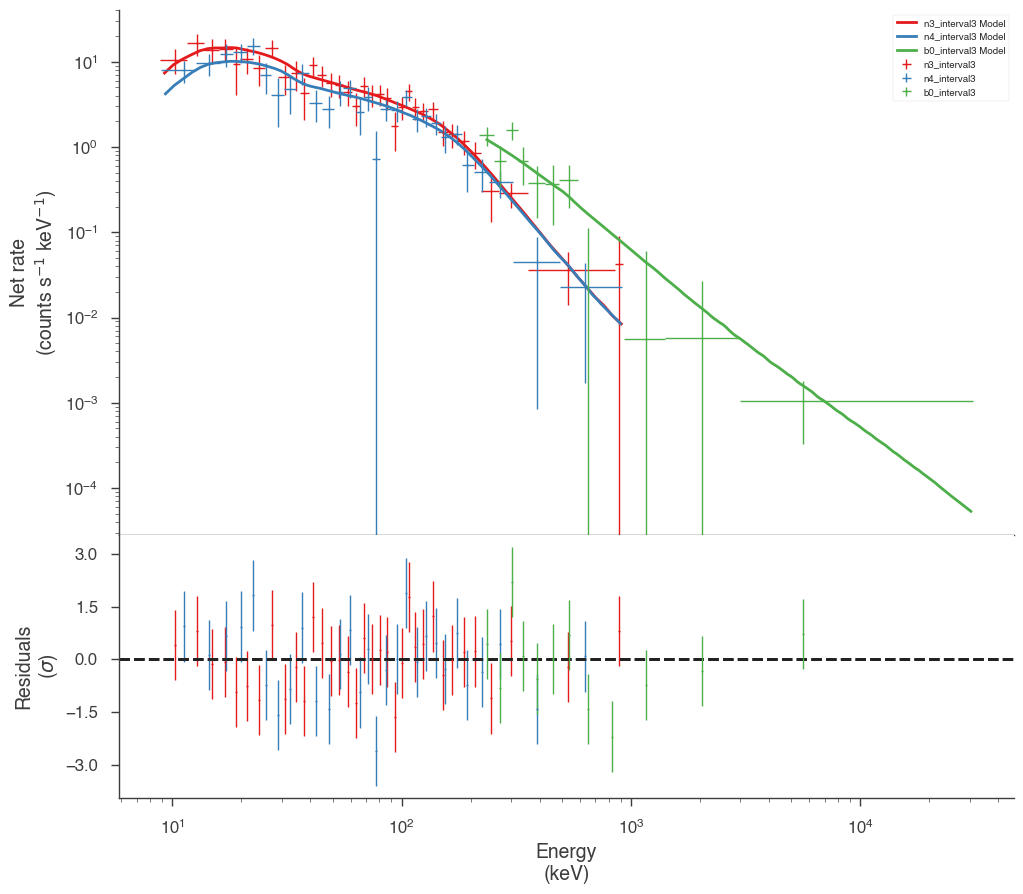 n3_interval3 Model
n4_interval3 Model
b0_interval3 Model
n3_interval3
n4_interval3
b0_interval3
Net rate
(counts s⁻¹ keV⁻¹)
10¹
10⁰
10⁻¹
10⁻²
10⁻³
10⁻⁴
Residuals
(σ)
3.0
1.5
0.0
−1.5
−3.0
10¹ 10² 10³ 10⁴
Energy
(keV)